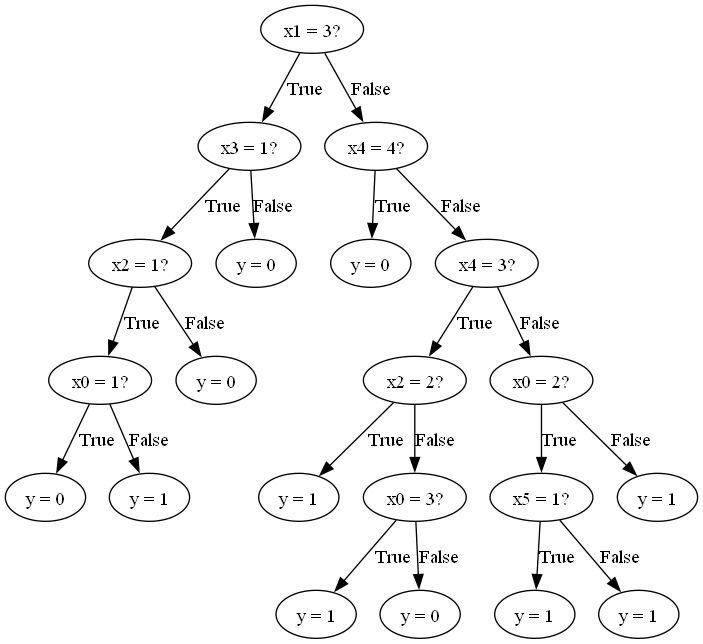 x1 = 3?
True
False
x3 = 1?
x4 = 4?
True
False
True
False
x2 = 1?
y = 0
y = 0
x4 = 3?
True
False
True
False
x0 = 1?
y = 0
x2 = 2?
x0 = 2?
True
False
True
False
True
False
y = 0
y = 1
y = 1
x0 = 3?
x5 = 1?
y = 1
True
False
True
False
y = 1
y = 0
y = 1
y = 1